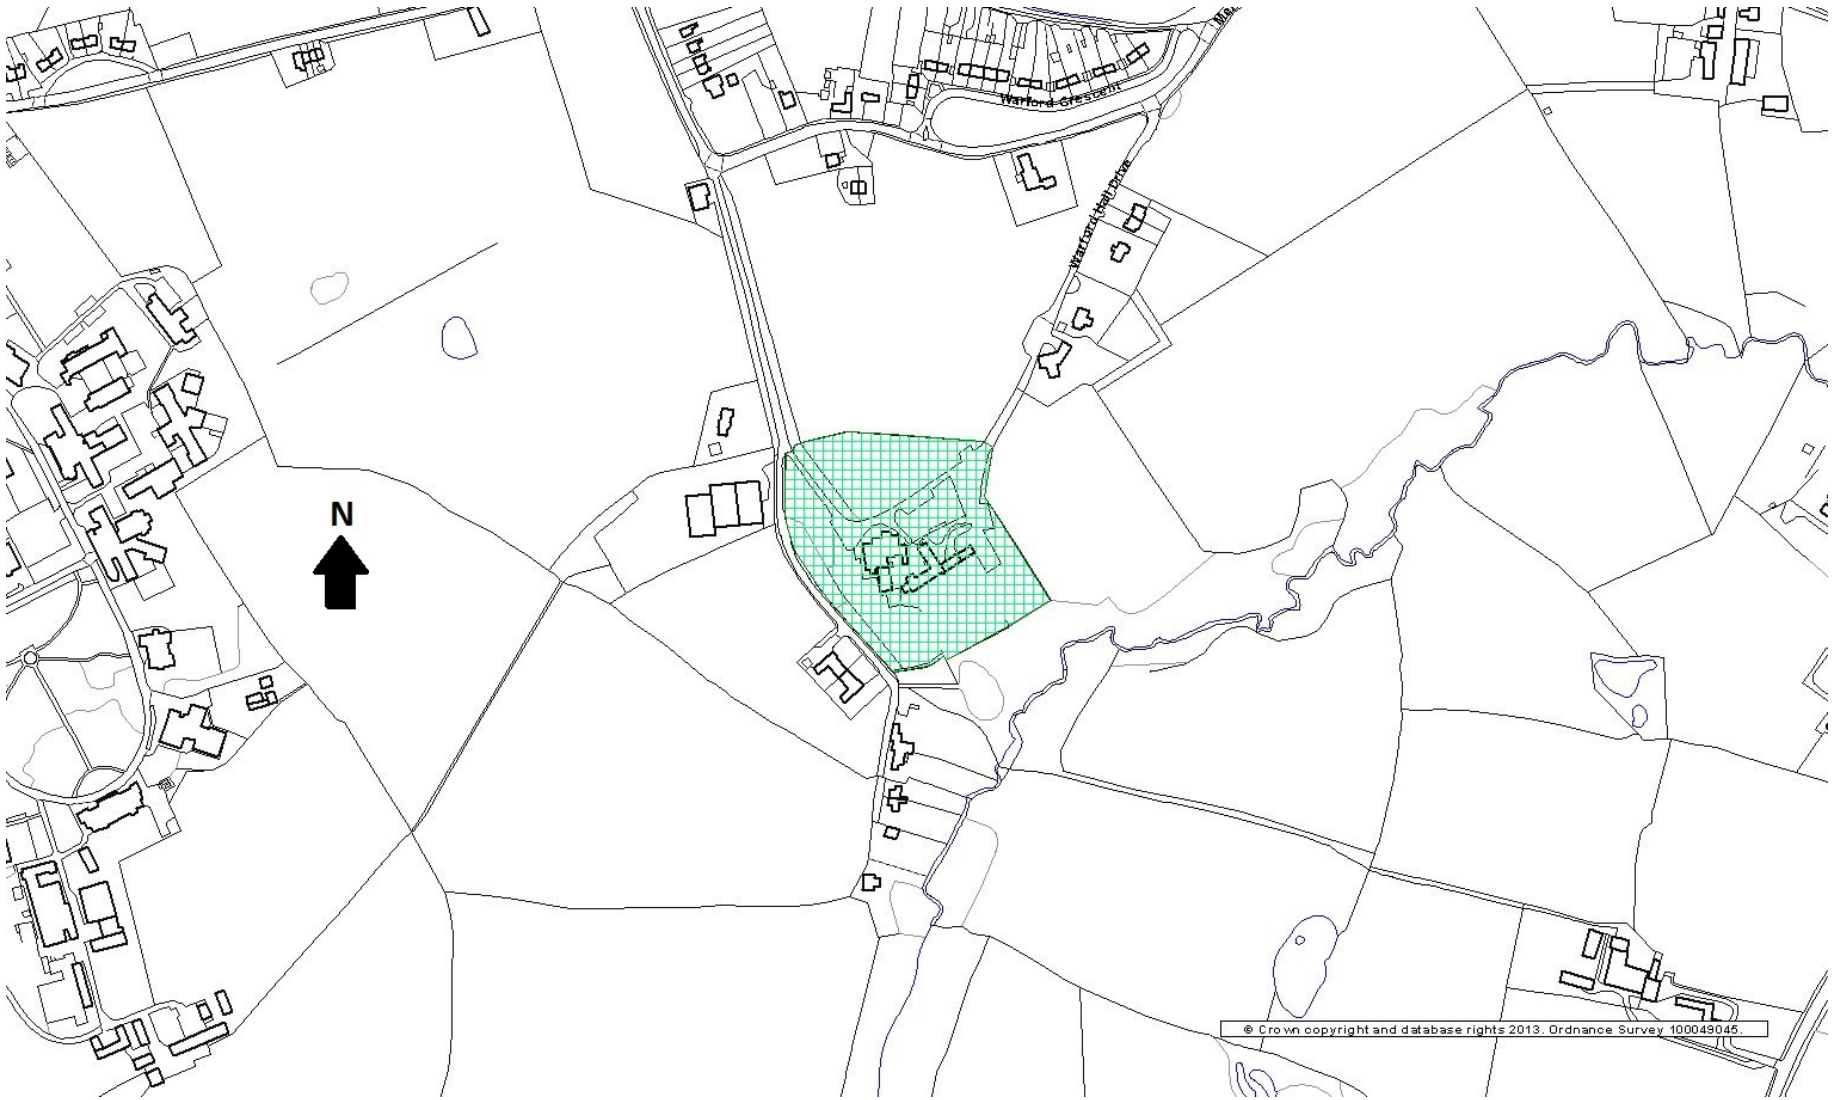 Warford Crescent
Warford Hall Drive
N
© Crown copyright and database rights 2013. Ordnance Survey 100049045.